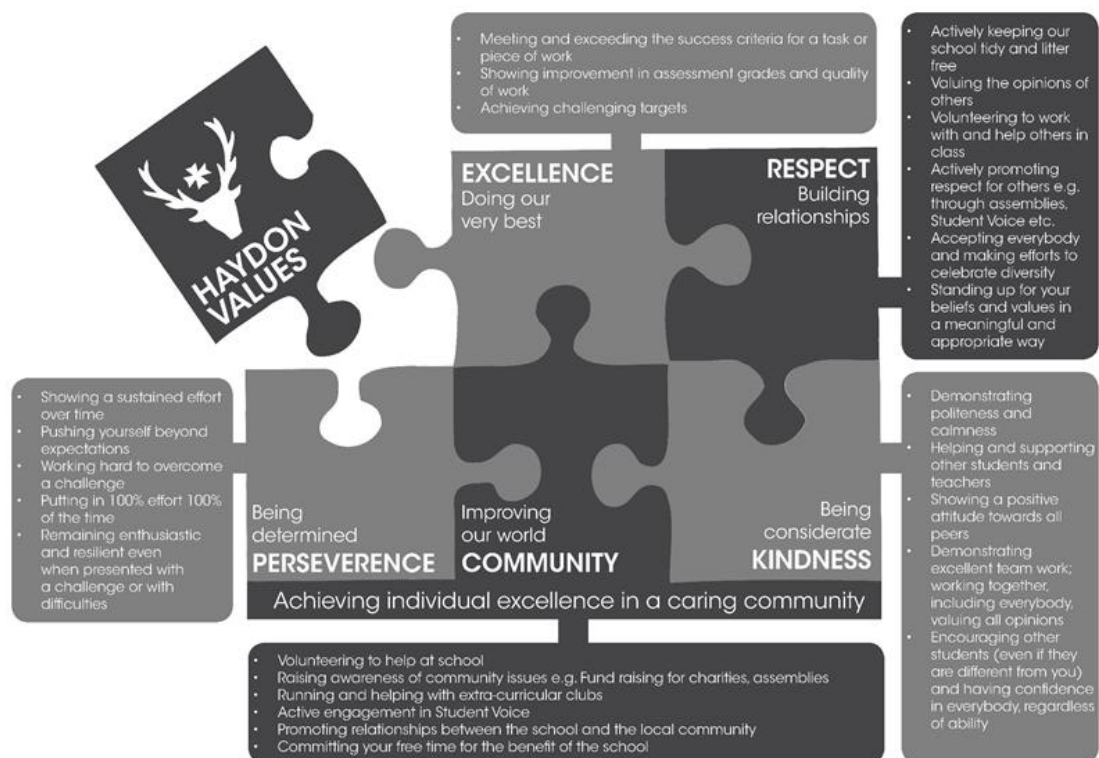 HAYDON
VALUES
• Meeting and exceeding the success criteria for a task or
piece of work
• Showing improvement in assessment grades and quality
of work
• Achieving challenging targets
EXCELLENCE
Doing our
very best
RESPECT
Building
relationships
• Actively keeping our
school tidy and litter
free
• Valuing the opinions of
others
• Volunteering to work
with and help others in
class
• Actively promoting
respect for others e.g.
through assemblies,
Student Voice etc.
• Accepting everybody
and making efforts to
celebrate diversity
• Standing up for your
beliefs and values in
a meaningful and
appropriate way
• Showing a sustained effort
over time
• Pushing yourself beyond
expectations
• Working hard to overcome
a challenge
• Putting in 100% effort 100%
of the time
• Remaining enthusiastic
and resilient even
when presented with
a challenge or with
difficulties
Being
determined
PERSEVERENCE
Improving
our world
COMMUNITY
Being
considerate
KINDNESS
• Demonstrating
politeness and
calmness
• Helping and supporting
other students and
teachers
• Showing a positive
attitude towards all
peers
• Demonstrating
excellent team work;
working together,
including everybody,
valuing all opinions
• Encouraging other
students (even if they
are different from you)
and having confidence
in everybody, regardless
of ability
Achieving individual excellence in a caring community
• Volunteering to help at school
• Raising awareness of community issues e.g. Fund raising for charities, assemblies
• Running and helping with extra-curricular clubs
• Active engagement in Student Voice
• Promoting relationships between the school and the local community
• Committing your free time for the benefit of the school